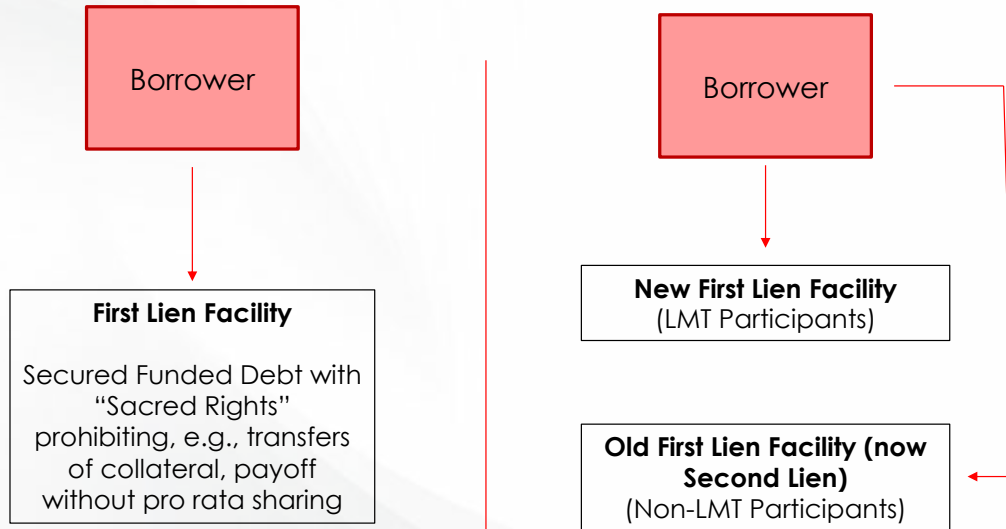 Borrower
First Lien Facility
Secured Funded Debt with
“Sacred Rights”
prohibiting, e.g., transfers
of collateral, payoff
without pro rata sharing
Borrower
New First Lien Facility
(LMT Participants)
Old First Lien Facility (now
Second Lien)
(Non-LMT Participants)